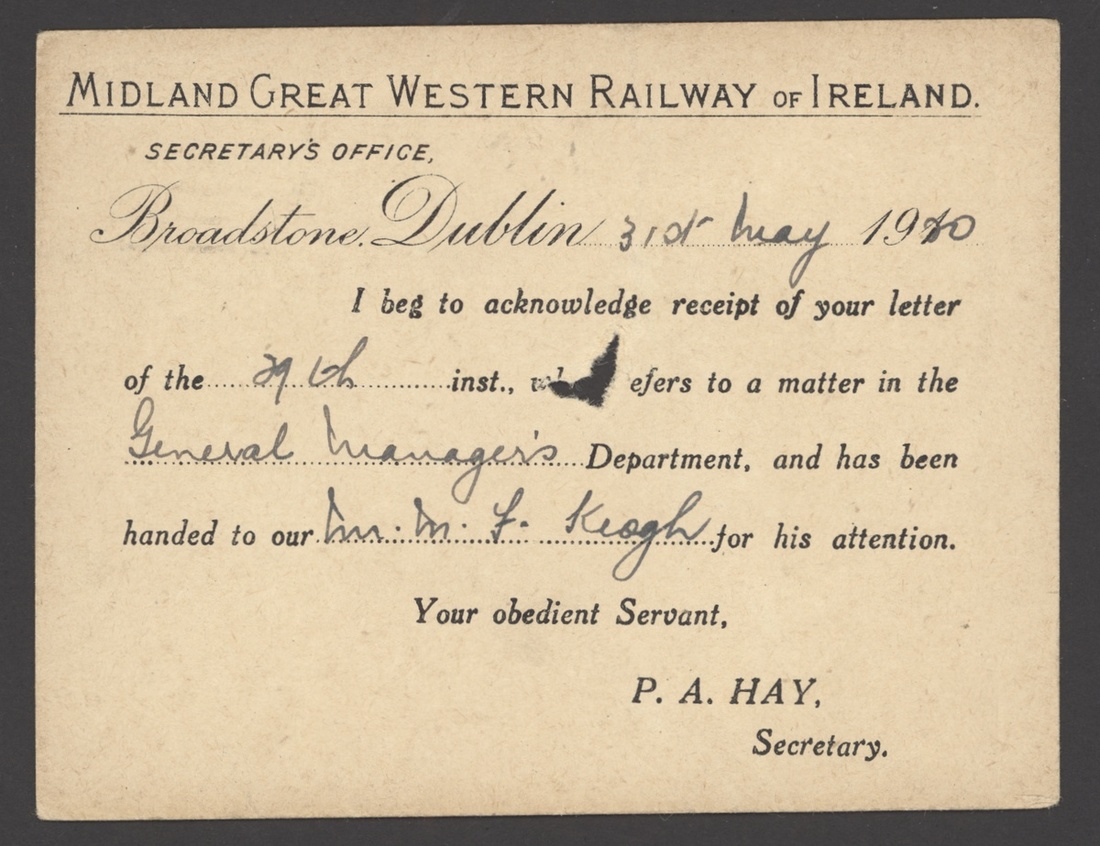 MIDLAND GREAT WESTERN RAILWAY OF IRELAND.
SECRETARY'S OFFICE,
Broadstone, Dublin 31st May 1920
I beg to acknowledge receipt of your letter
of the 29th inst., efers to a matter in the
General Manager's Department, and has been
handed to our Mr. M. F. Keogh for his attention.
Your obedient Servant,
P. A. HAY,
Secretary.